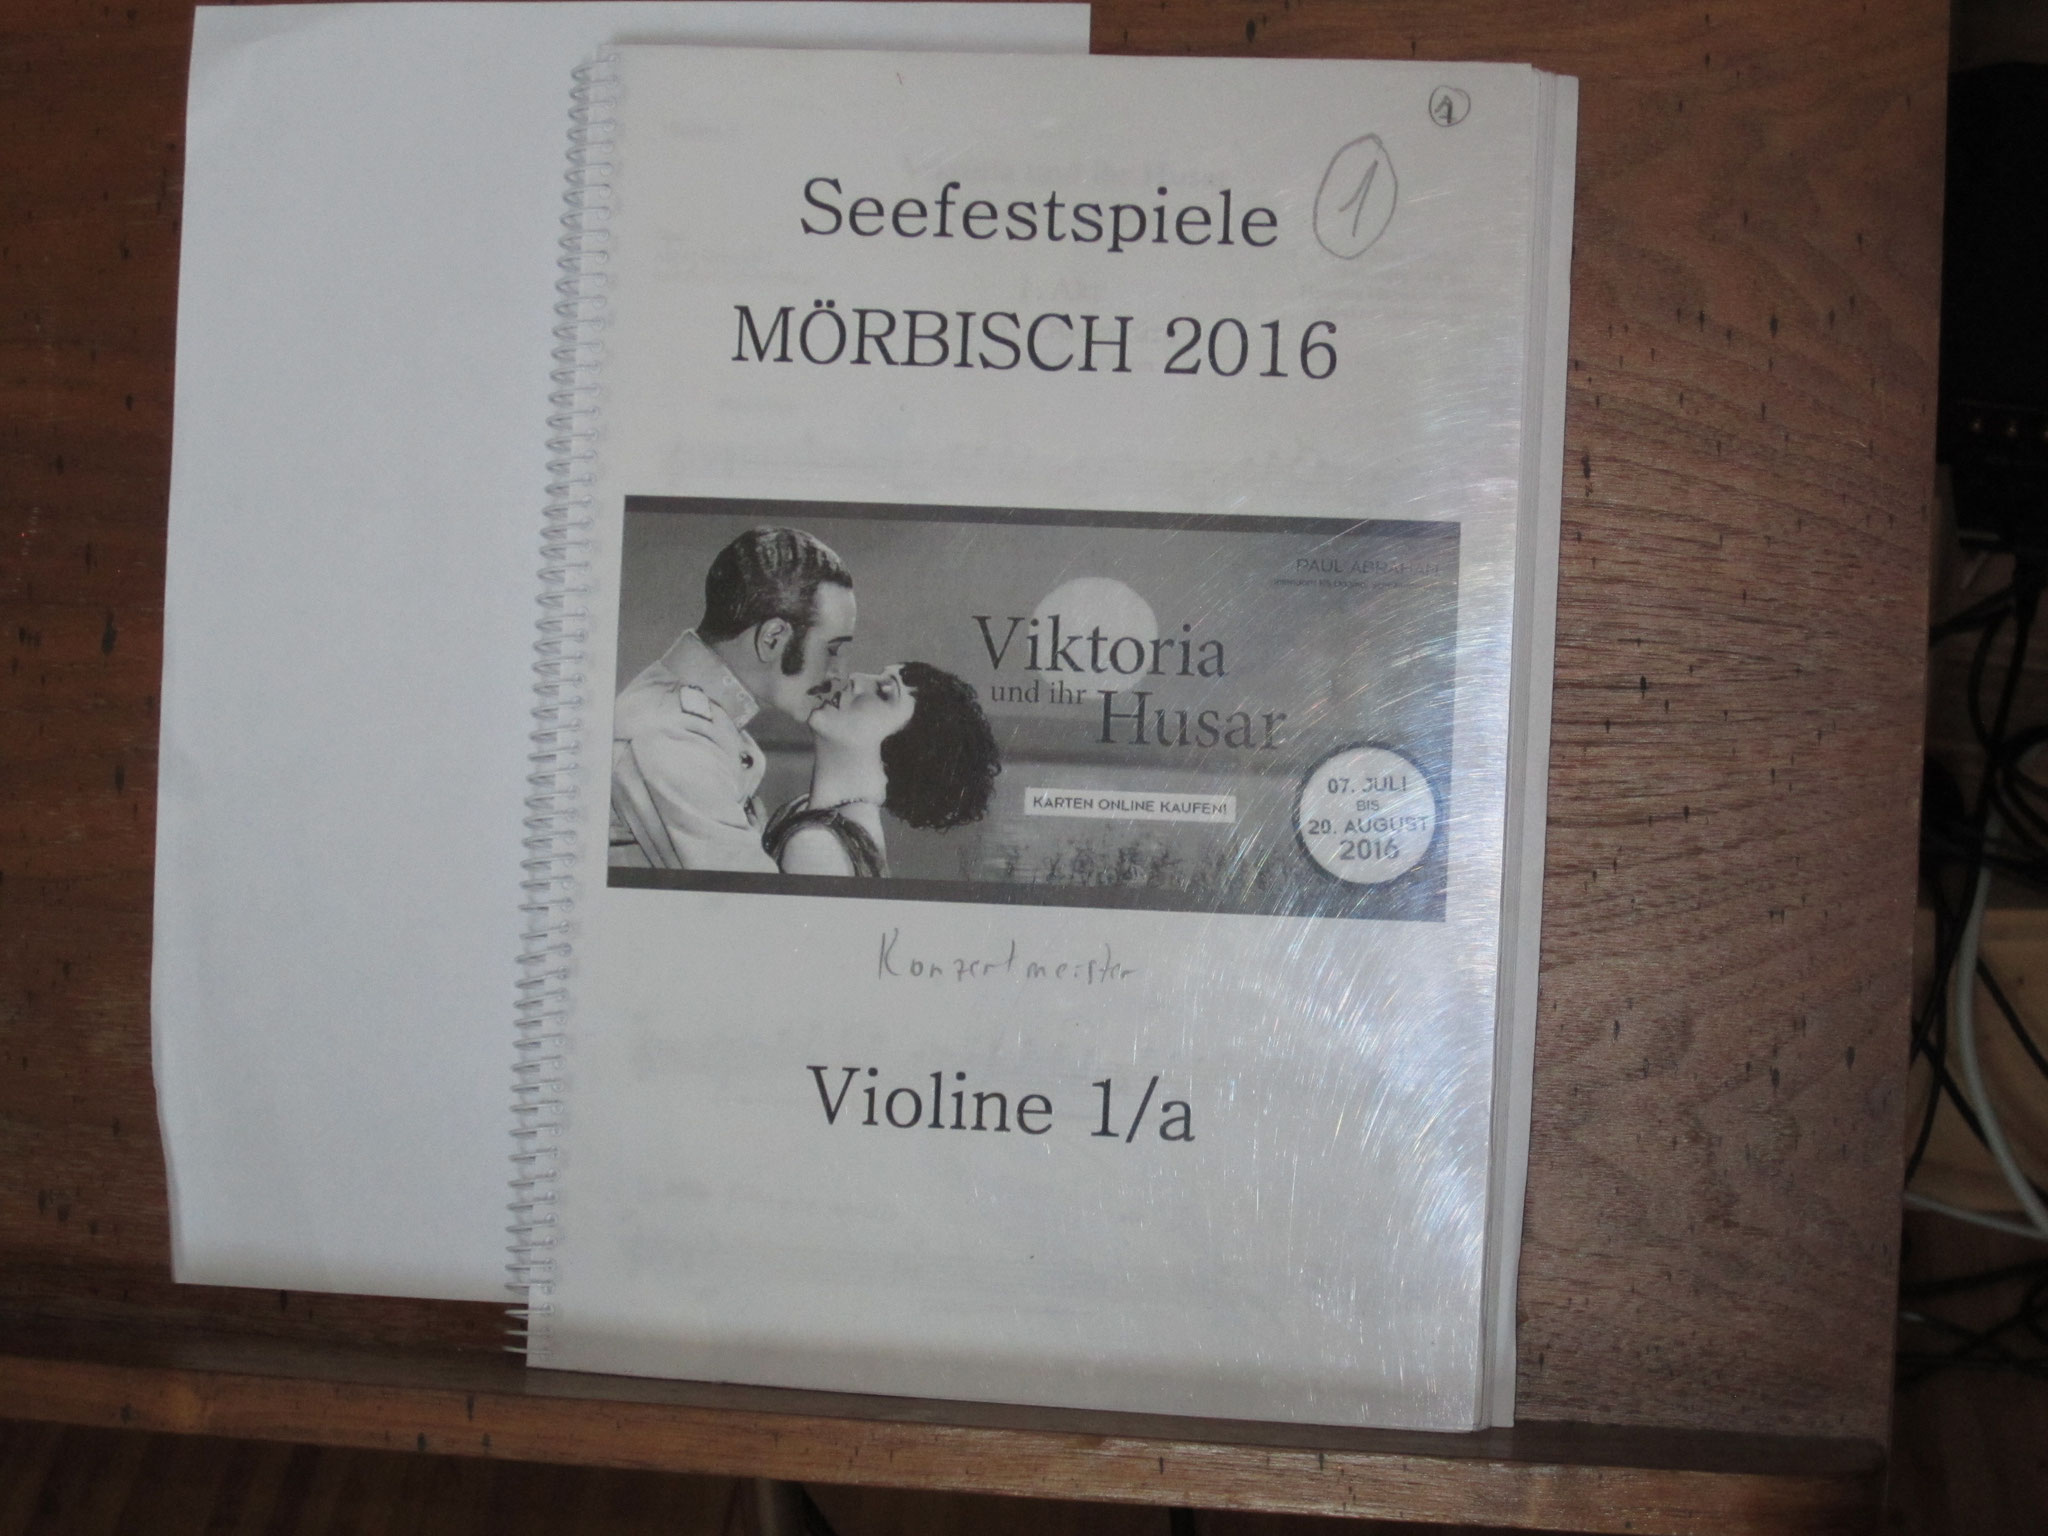 1
Seefestspiele 1
MÖRBISCH 2016
PAUL ABRAHAM
Viktoria
und ihr Husar
KARTEN ONLINE KAUFEN!
07. JULI
BIS
20. AUGUST
2016
Konzertmeister
Violine 1/a